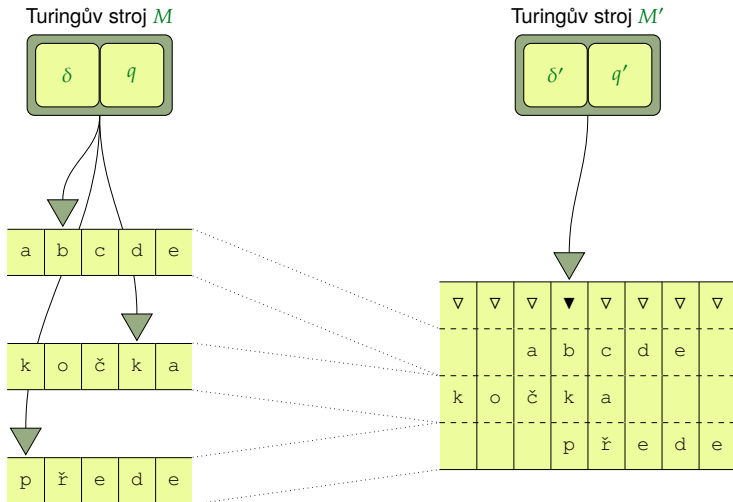 Turingův stroj M
δ q
a b c d e
k o č k a
p ř e d e
Turingův stroj M′
δ′ q′
∇ ∇ ∇ ▼ ∇ ∇ ∇ ∇
a b c d e
k o č k a
p ř e d e